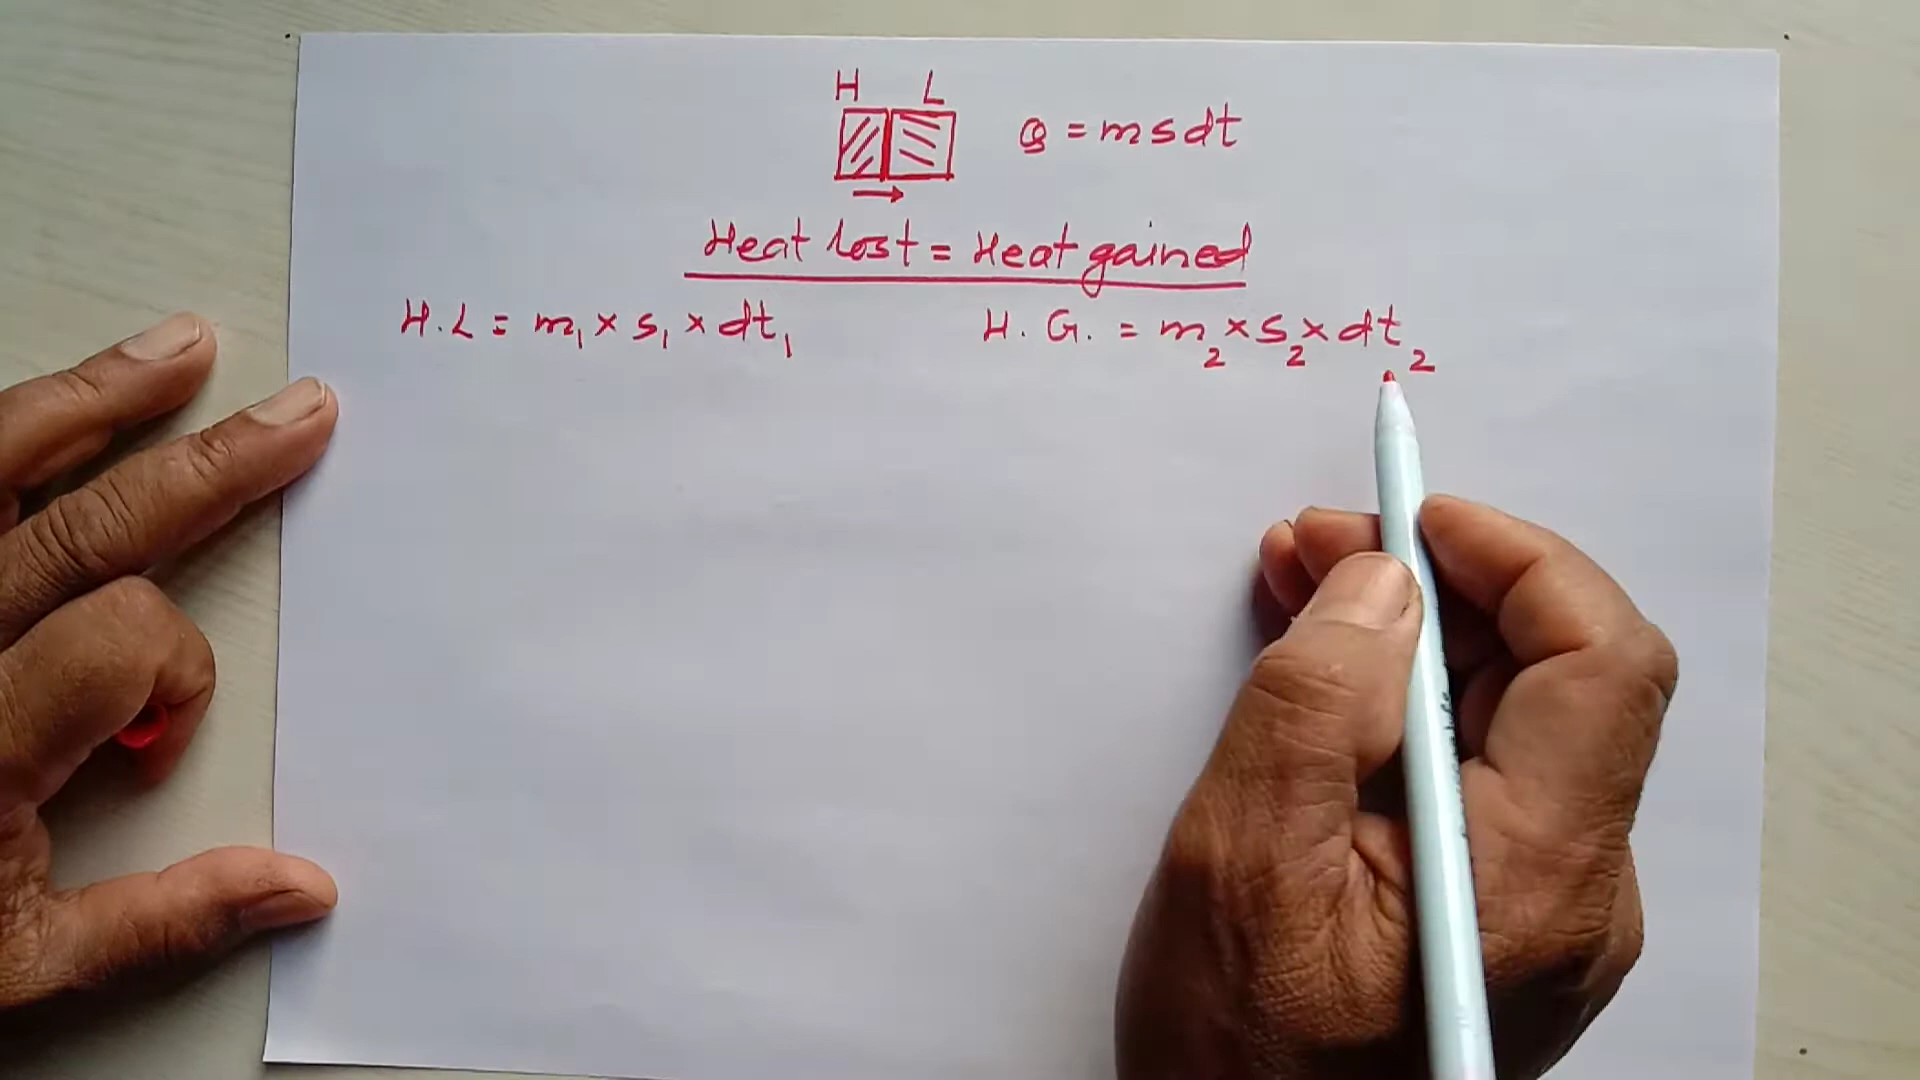 H L
Q = msdt
Heat lost = Heat gained
H.L = m₁ × s₁ × dt₁
H. G. = m₂ × s₂ × dt₂